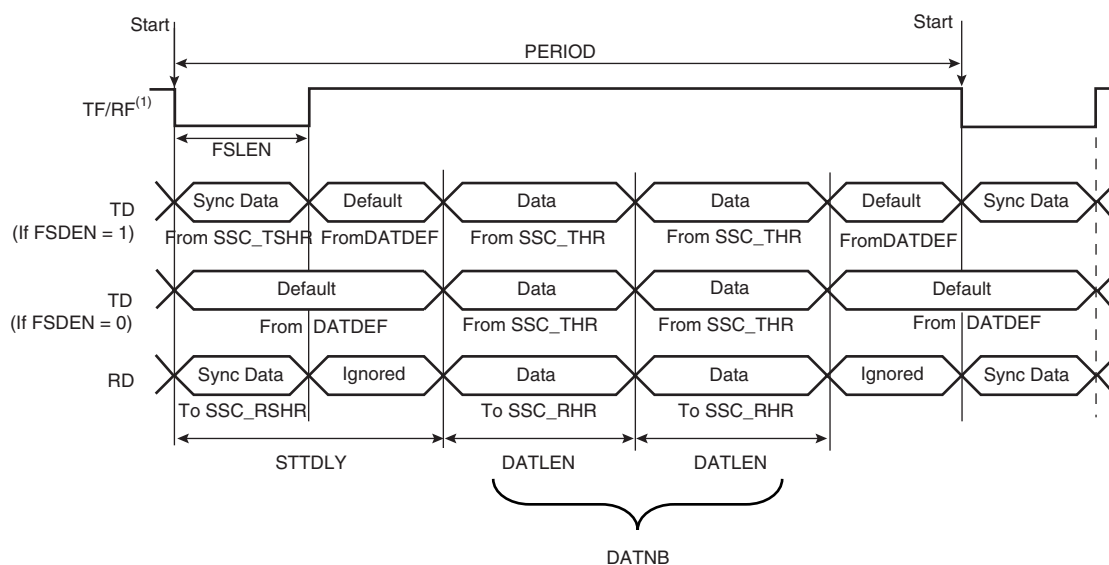 Start
Start
PERIOD
TF/RF(1)
FSLEN
TD
(If FSDEN = 1)
Sync Data
Default
Data
Data
Default
Sync Data
From SSC_TSHR
FromDATDEF
From SSC_THR
From SSC_THR
FromDATDEF
TD
(If FSDEN = 0)
Default
Data
Data
Default
From DATDEF
From SSC_THR
From SSC_THR
From DATDEF
RD
Sync Data
Ignored
Data
Data
Ignored
Sync Data
To SSC_RSHR
To SSC_RHR
To SSC_RHR
STTDLY
DATLEN
DATLEN
DATNB